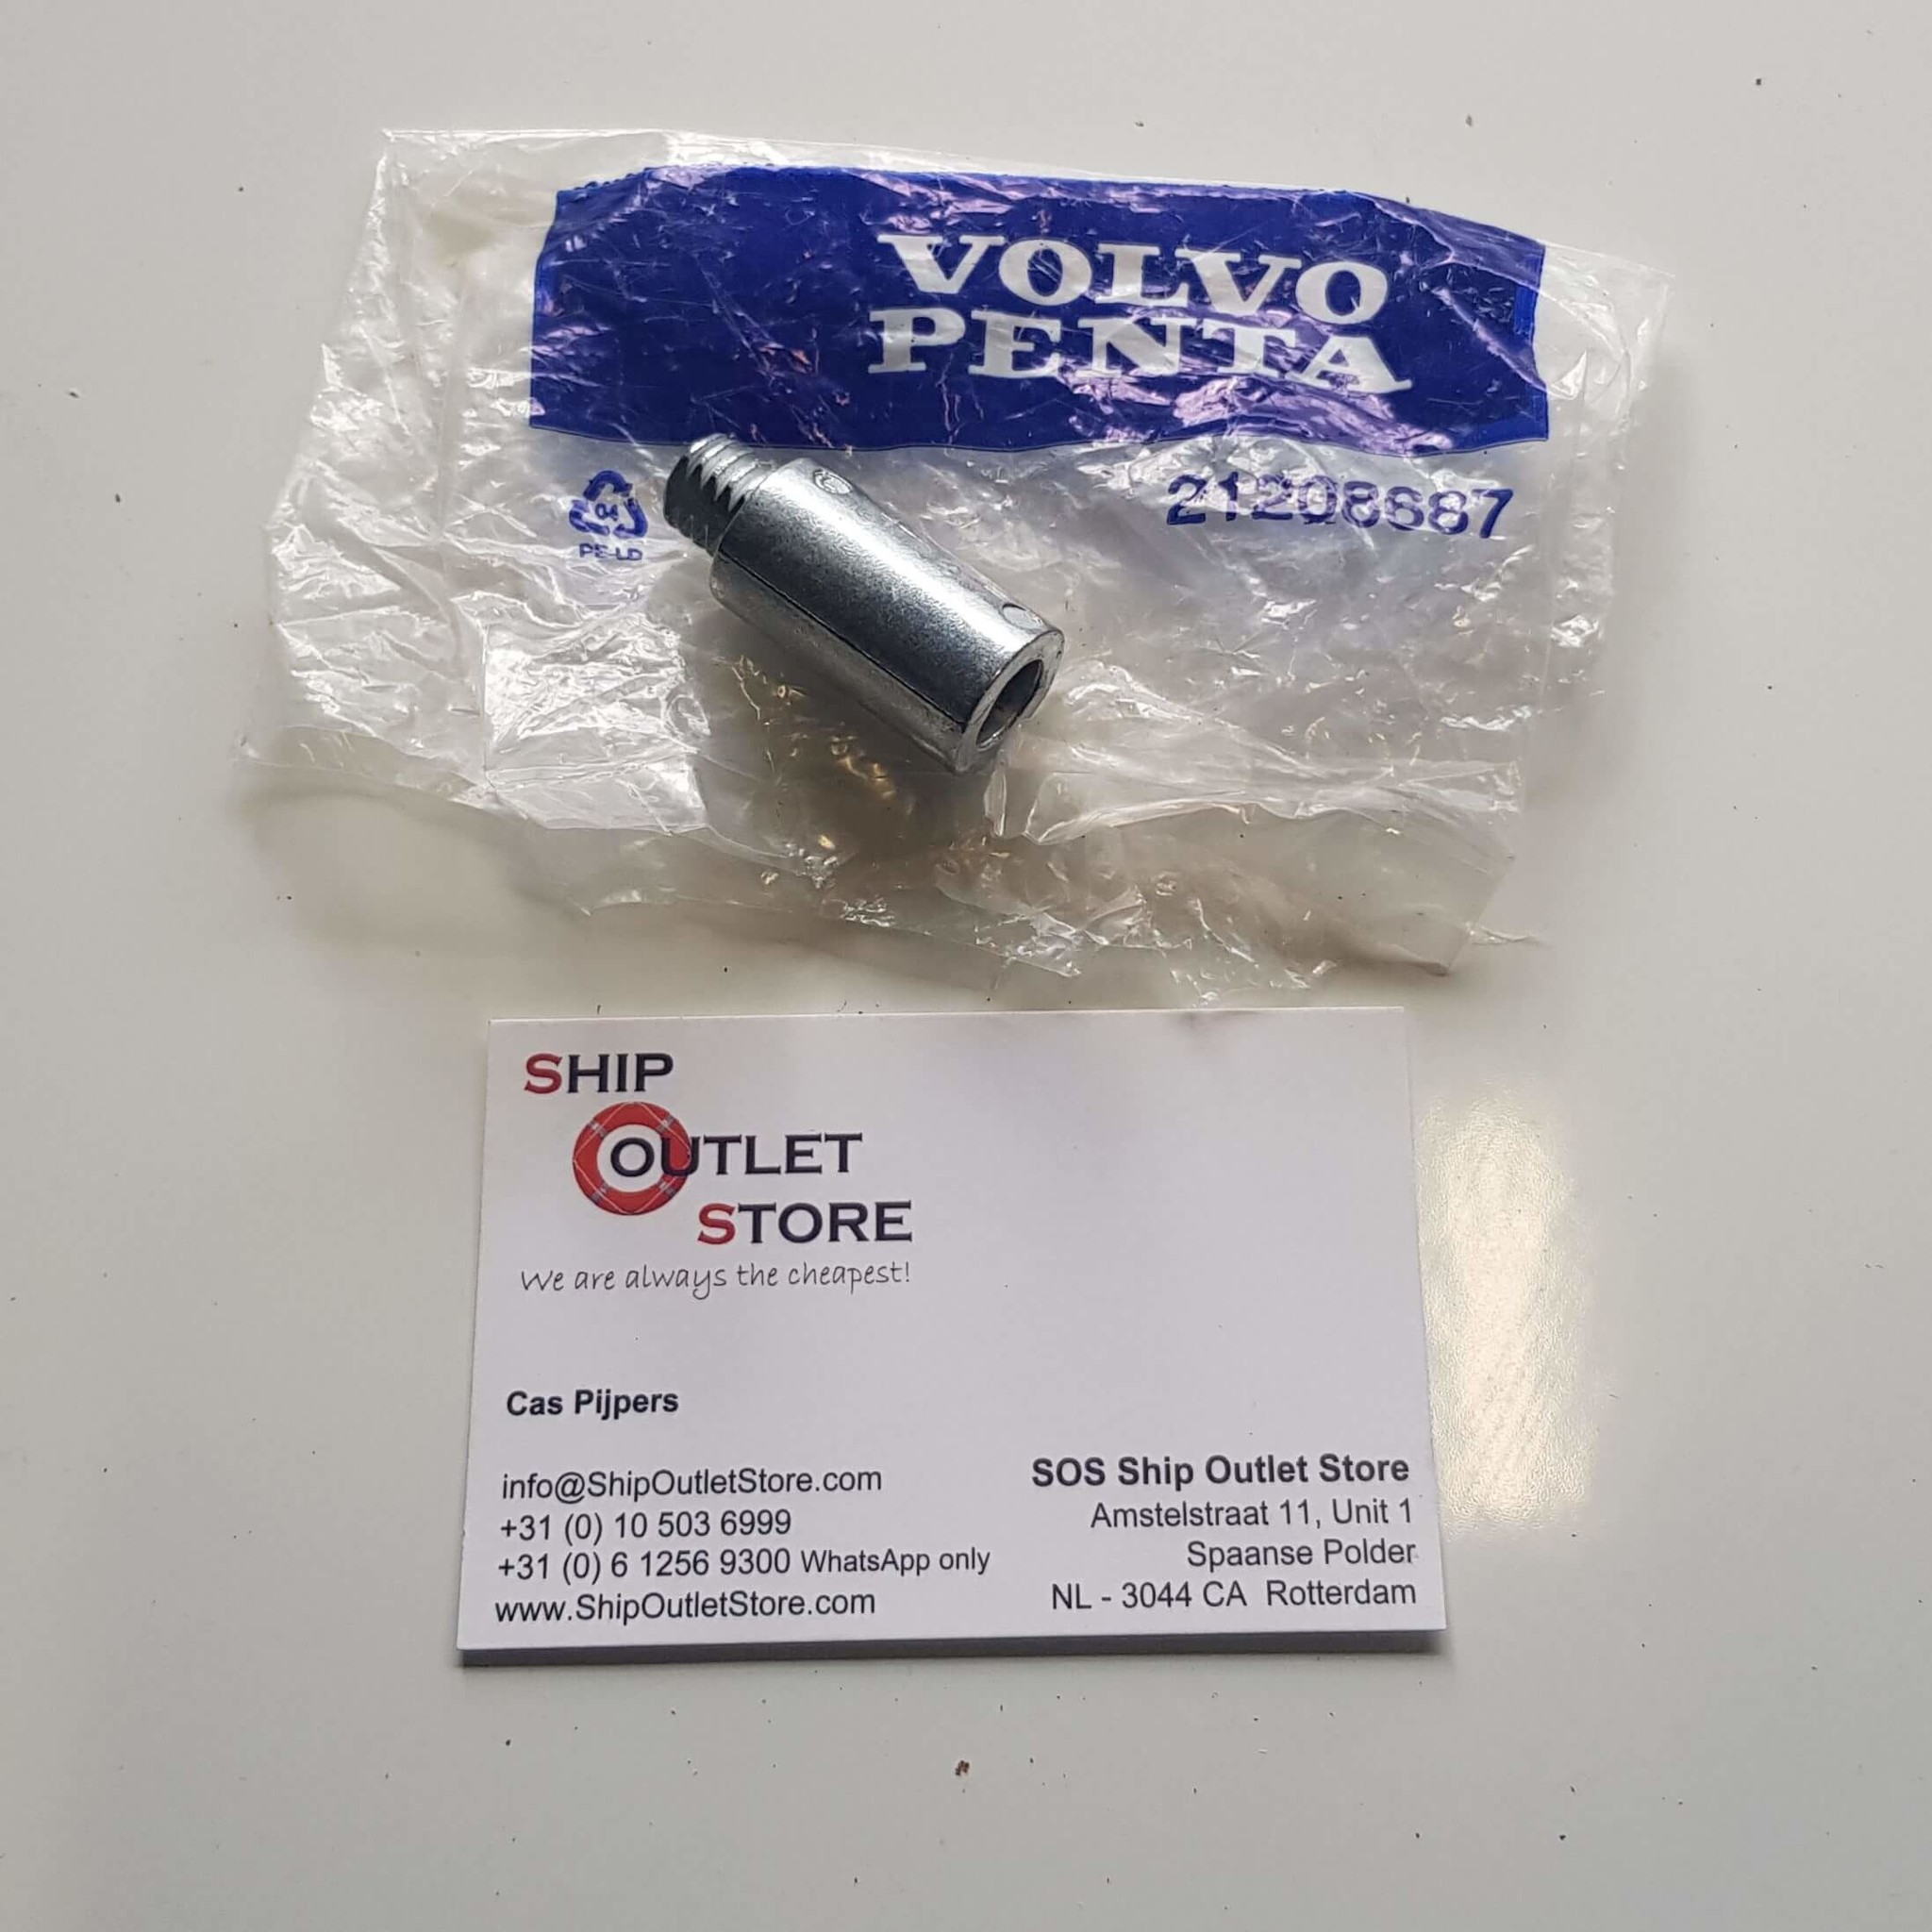 VOLVO
PENTA
21208687
04
PE-LD
SHIP
OUTLET
STORE
We are always the cheapest!
Cas Pijpers
info@ShipOutletStore.com
+31 (0) 10 503 6999
+31 (0) 6 1256 9300 WhatsApp only
www.ShipOutletStore.com
SOS Ship Outlet Store
Amstelstraat 11, Unit 1
Spaanse Polder
NL - 3044 CA Rotterdam